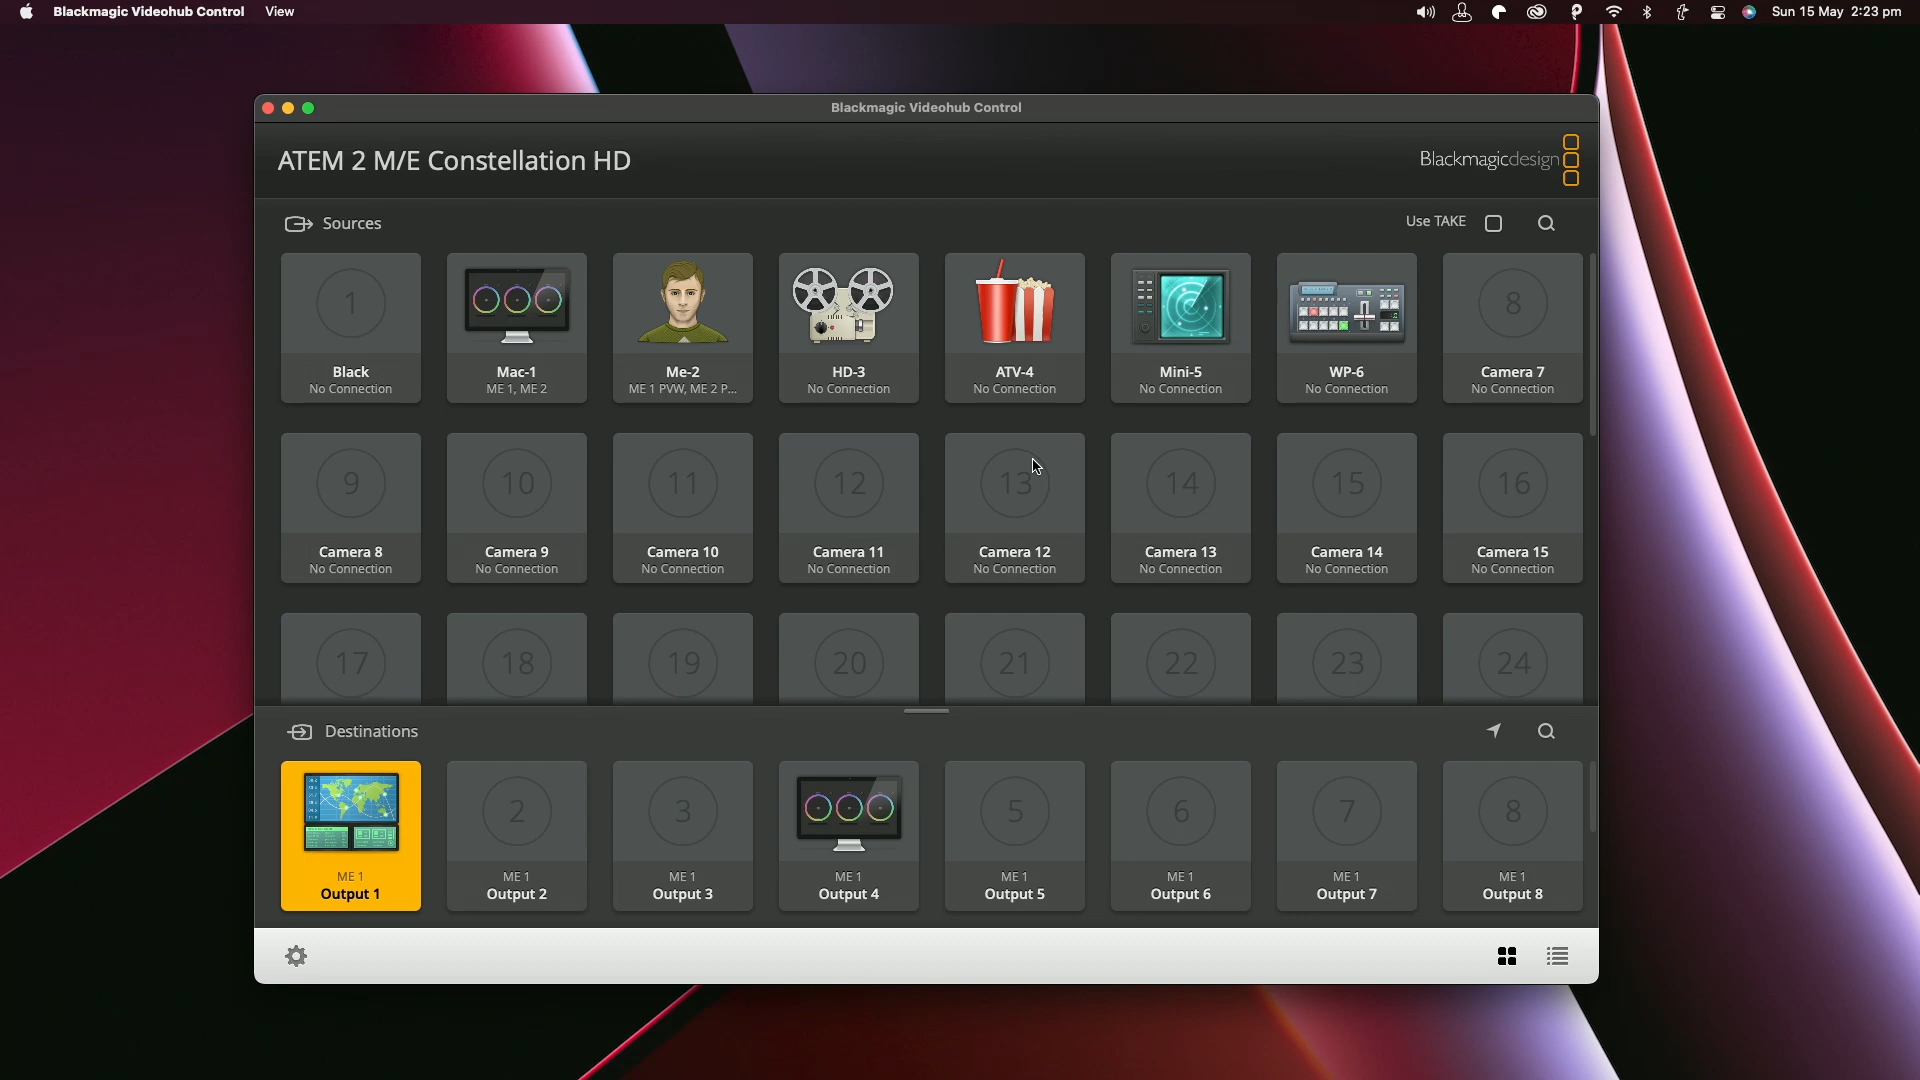 Blackmagic Videohub Control View Sun 15 May 2:23 pm
Blackmagic Videohub Control
ATEM 2 M/E Constellation HD
Blackmagicdesign
Sources
Use TAKE
1
8
Black
Mac-1
Me-2
HD-3
ATV-4
Mini-5
WP-6
Camera 7
No Connection
ME 1, ME 2
ME 1 PVW, ME 2 P...
No Connection
No Connection
No Connection
No Connection
No Connection
9
10
11
12
13
14
15
16
Camera 8
Camera 9
Camera 10
Camera 11
Camera 12
Camera 13
Camera 14
Camera 15
No Connection
No Connection
No Connection
No Connection
No Connection
No Connection
No Connection
No Connection
17
18
19
20
21
22
23
24
Destinations
2
3
5
6
7
8
ME 1
ME 1
ME 1
ME 1
ME 1
ME 1
ME 1
ME 1
Output 1
Output 2
Output 3
Output 4
Output 5
Output 6
Output 7
Output 8